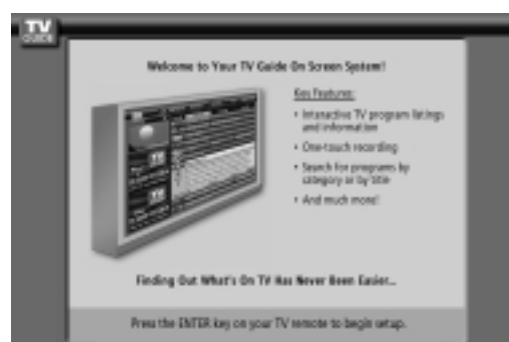 TV
GUIDE
Welcome to Your TV Guide On Screen System!
Key Features:
• Interactive TV program listings
and information
• One-touch recording
• Search for programs by
category or by title
• And much more!
TV
TV
Finding Out What's On TV Has Never Been Easier...
Press the ENTER key on your TV remote to begin setup.